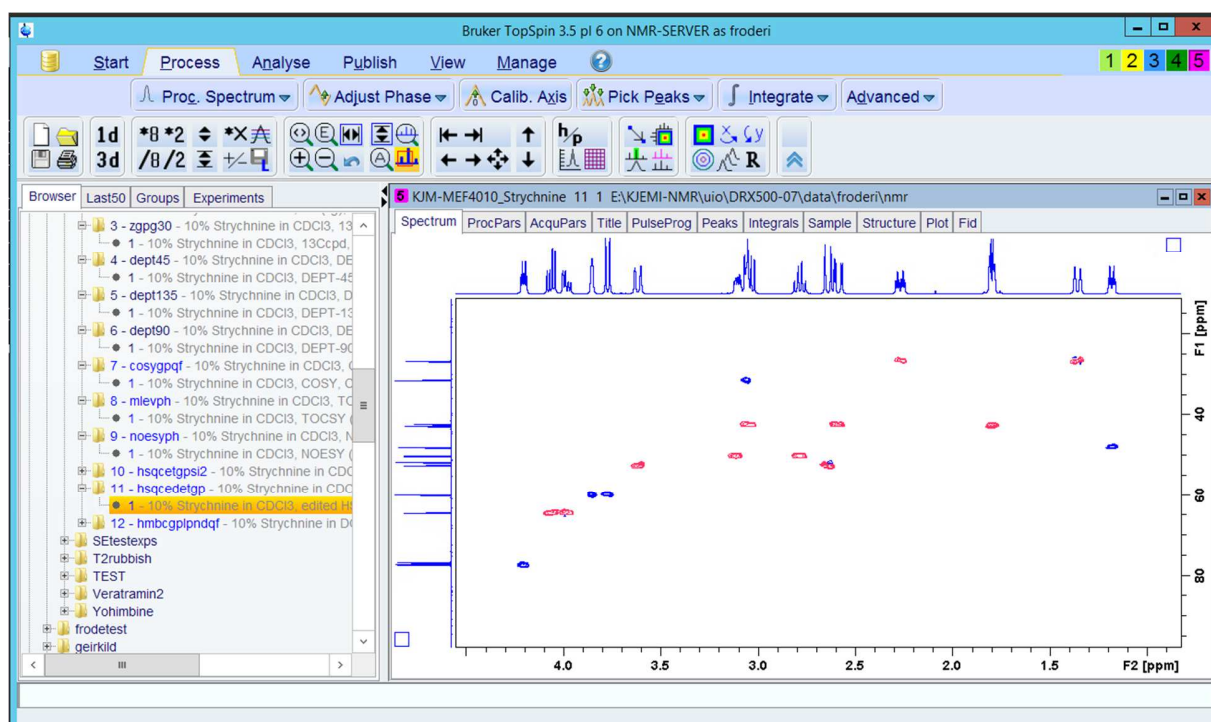 Bruker TopSpin 3.5 pl 6 on NMR-SERVER as froderi
Start Process Analyse Publish View Manage ? 1 2 3 4 5
Proc. Spectrum Adjust Phase Calib. Axis Pick Peaks Integrate Advanced
1d *8 *2 *X E h/p y
3d /8 /2 +/- L A R
Browser Last50 Groups Experiments
3 - zgpg30 - 10% Strychnine in CDCl3, 13
1 - 10% Strychnine in CDCl3, 13Ccpd,
4 - dept45 - 10% Strychnine in CDCl3, DE
1 - 10% Strychnine in CDCl3, DEPT-45
5 - dept135 - 10% Strychnine in CDCl3, D
1 - 10% Strychnine in CDCl3, DEPT-13
6 - dept90 - 10% Strychnine in CDCl3, DE
1 - 10% Strychnine in CDCl3, DEPT-90
7 - cosygpqf - 10% Strychnine in CDCl3, C
1 - 10% Strychnine in CDCl3, COSY, C
8 - mlevph - 10% Strychnine in CDCl3, TO
1 - 10% Strychnine in CDCl3, TOCSY (
9 - noesyph - 10% Strychnine in CDCl3, N
1 - 10% Strychnine in CDCl3, NOESY (
10 - hsqcetgpsi2 - 10% Strychnine in CDC
11 - hsqcedetgp - 10% Strychnine in CDC
1 - 10% Strychnine in CDCl3, edited HS
12 - hmbcgplpndqf - 10% Strychnine in D
SEtestexps
T2rubbish
TEST
Veratramin2
Yohimbine
frodetest
geirkild
5 KJM-MEF4010_Strychnine 11 1 E:\KJEMI-NMR\uio\DRX500-07\data\froderi\nmr
Spectrum ProcPars AcquPars Title PulseProg Peaks Integrals Sample Structure Plot Fid
F1 [ppm]
40
60
80
4.0 3.5 3.0 2.5 2.0 1.5 F2 [ppm]